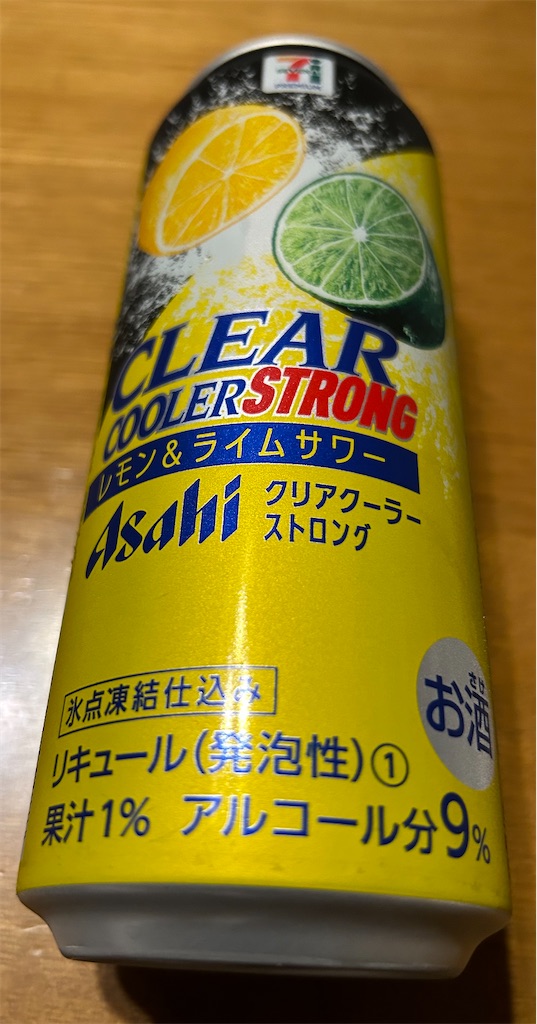 CLEAR
COOLER STRONG
レモン&ライムサワー
Asahi クリアクーラー
ストロング
氷点凍結仕込み
さけ
お酒
リキュール(発泡性)①
果汁1% アルコール分9%